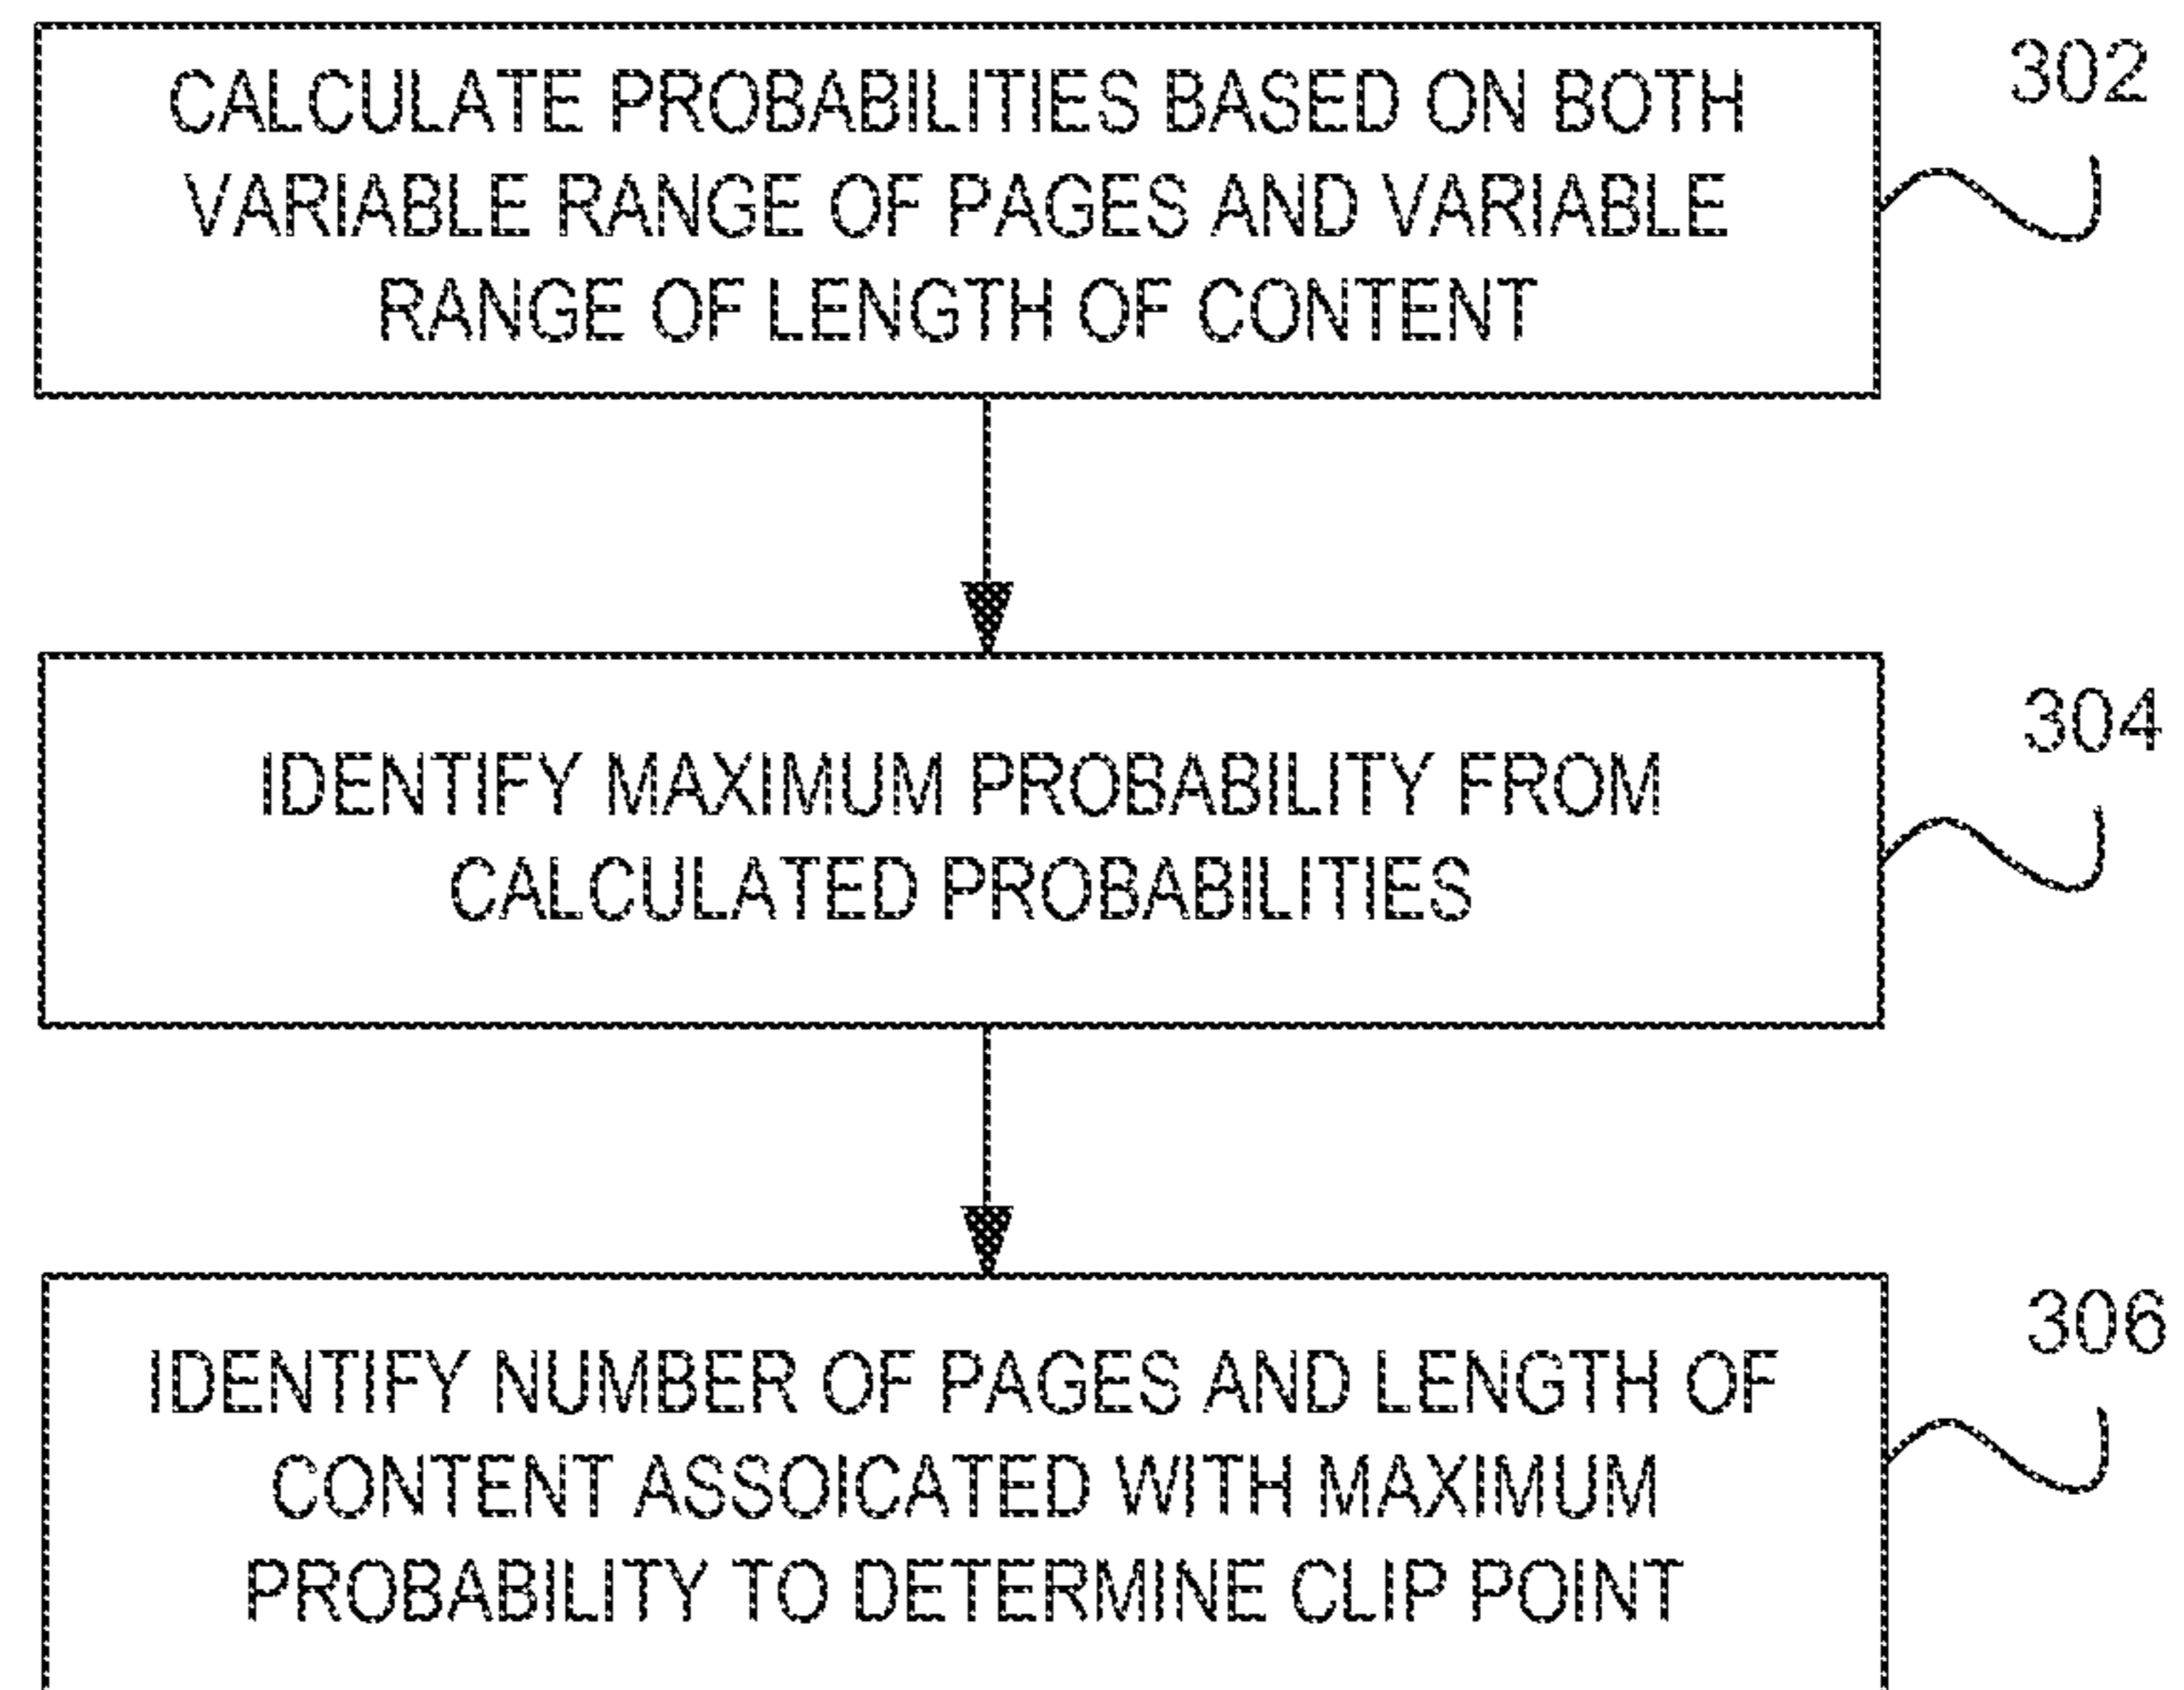 CALCULATE PROBABILITIES BASED ON BOTH
VARIABLE RANGE OF PAGES AND VARIABLE
RANGE OF LENGTH OF CONTENT
302
IDENTIFY MAXIMUM PROBABILITY FROM
CALCULATED PROBABILITIES
304
IDENTIFY NUMBER OF PAGES AND LENGTH OF
CONTENT ASSOICATED WITH MAXIMUM
PROBABILITY TO DETERMINE CLIP POINT
306